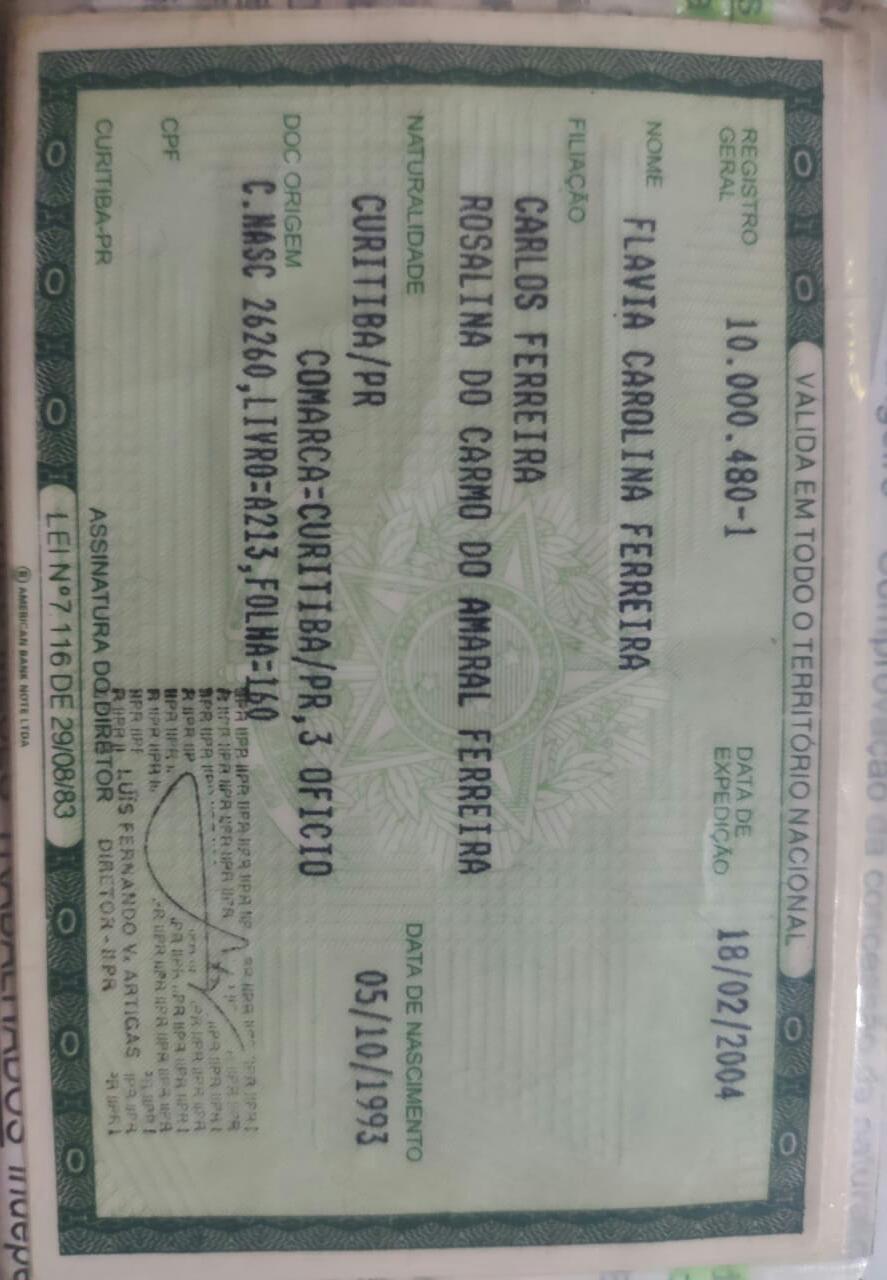 VALIDA EM TODO O TERRITÓRIO NACIONAL
REGISTRO GERAL 10.000.480-1 DATA DE EXPEDIÇÃO 18/02/2004
NOME FLAVIA CAROLINA FERREIRA
FILIAÇÃO
CARLOS FERREIRA
ROSALINA DO CARMO DO AMARAL FERREIRA
NATURALIDADE DATA DE NASCIMENTO
CURITIBA/PR 05/10/1993
DOC ORIGEM COMARCA=CURITIBA/PR,3 OFICIO
C.NASC 26260,LIVRO=A213,FOLHA=160
CPF
CURITIBA-PR
LUÍS FERNANDO V. ARTIGAS
ASSINATURA DO DIRETOR DIRETOR - IIPR
LEI Nº 7.116 DE 29/08/83
AMERICAN BANK NOTE LTDA